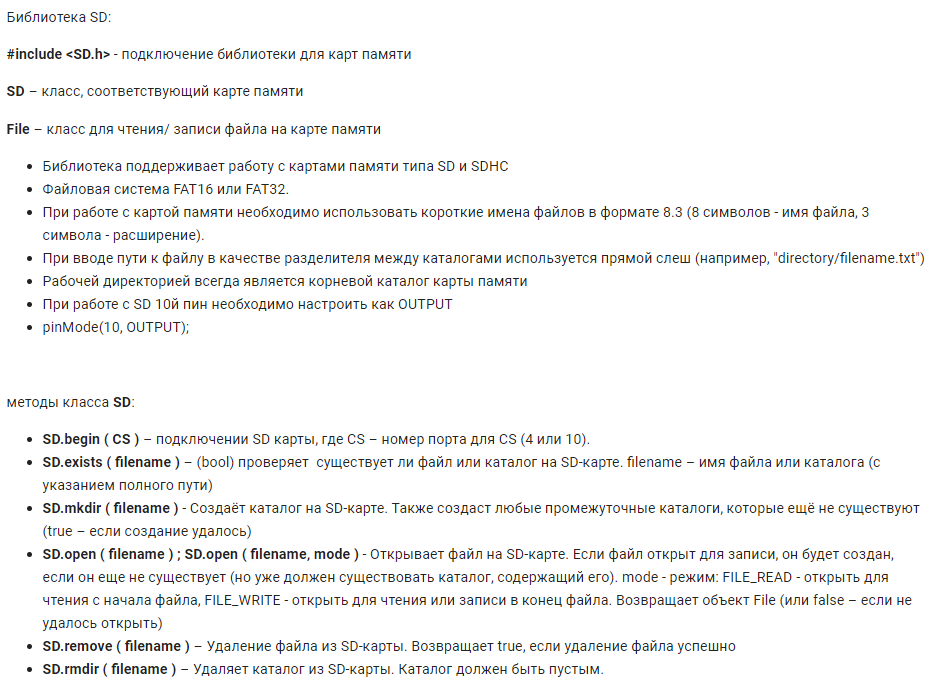 Библиотека SD:
#include <SD.h> - подключение библиотеки для карт памяти
SD – класс, соответствующий карте памяти
File – класс для чтения/ записи файла на карте памяти
• Библиотека поддерживает работу с картами памяти типа SD и SDHC
• Файловая система FAT16 или FAT32.
• При работе с картой памяти необходимо использовать короткие имена файлов в формате 8.3 (8 символов - имя файла, 3
символа - расширение).
• При вводе пути к файлу в качестве разделителя между каталогами используется прямой слеш (например, "directory/filename.txt")
• Рабочей директорией всегда является корневой каталог карты памяти
• При работе с SD 10й пин необходимо настроить как OUTPUT
• pinMode(10, OUTPUT);
методы класса SD:
• SD.begin ( CS ) – подключении SD карты, где CS – номер порта для CS (4 или 10).
• SD.exists ( filename ) – (bool) проверяет существует ли файл или каталог на SD-карте. filename – имя файла или каталога (с
указанием полного пути)
• SD.mkdir ( filename ) - Создаёт каталог на SD-карте. Также создаст любые промежуточные каталоги, которые ещё не существуют
(true – если создание удалось)
• SD.open ( filename ) ; SD.open ( filename, mode ) - Открывает файл на SD-карте. Если файл открыт для записи, он будет создан,
если он еще не существует (но уже должен существовать каталог, содержащий его). mode - режим: FILE_READ - открыть для
чтения с начала файла, FILE_WRITE - открыть для чтения или записи в конец файла. Возвращает объект File (или false – если не
удалось открыть)
• SD.remove ( filename ) – Удаление файла из SD-карты. Возвращает true, если удаление файла успешно
• SD.rmdir ( filename ) – Удаляет каталог из SD-карты. Каталог должен быть пустым.